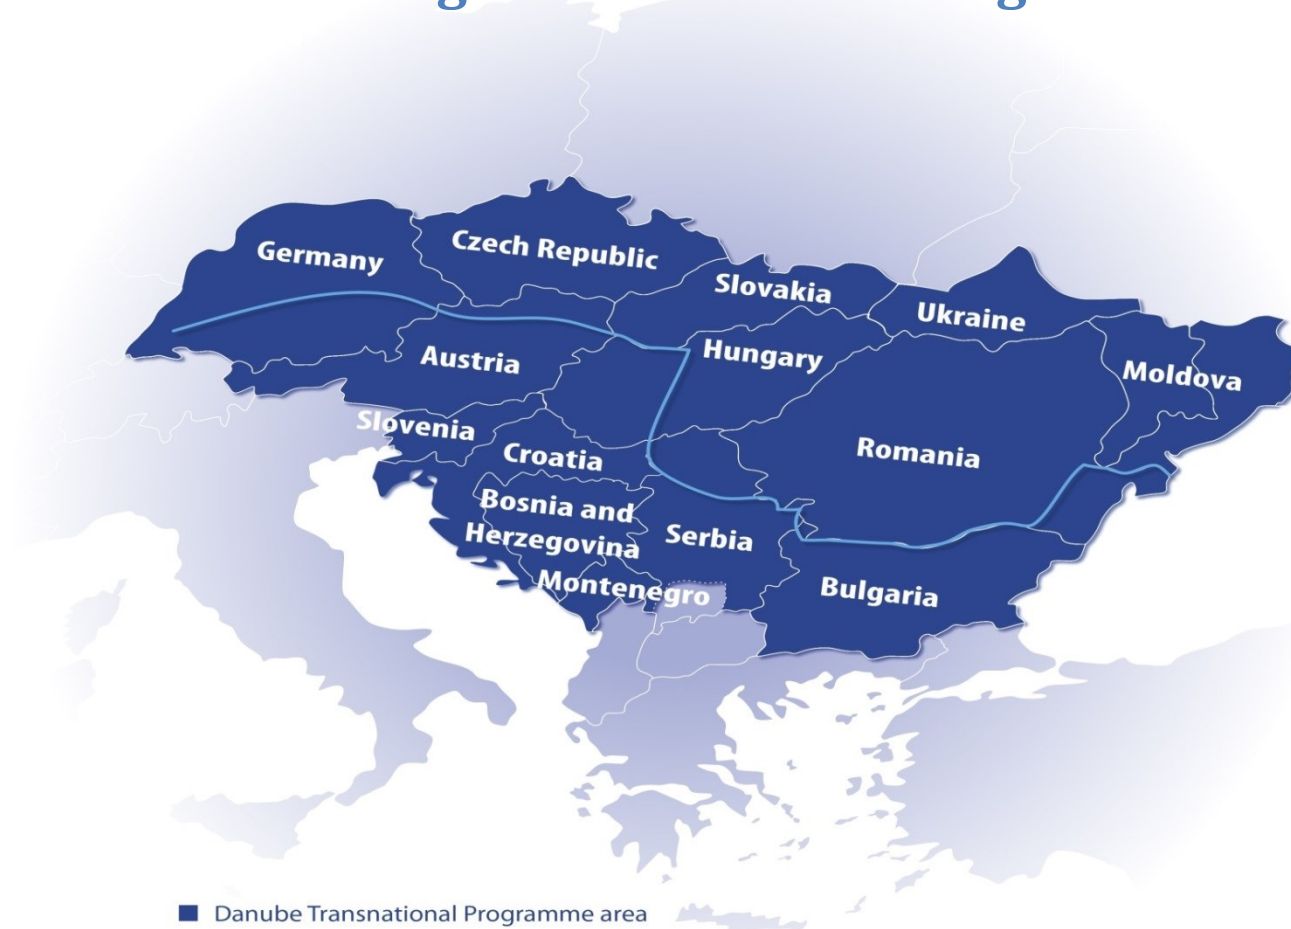 Germany
Czech Republic
Slovakia
Ukraine
Austria
Hungary
Moldova
Slovenia
Croatia
Romania
Bosnia and
Herzegovina
Serbia
Montenegro
Bulgaria
Danube Transnational Programme area